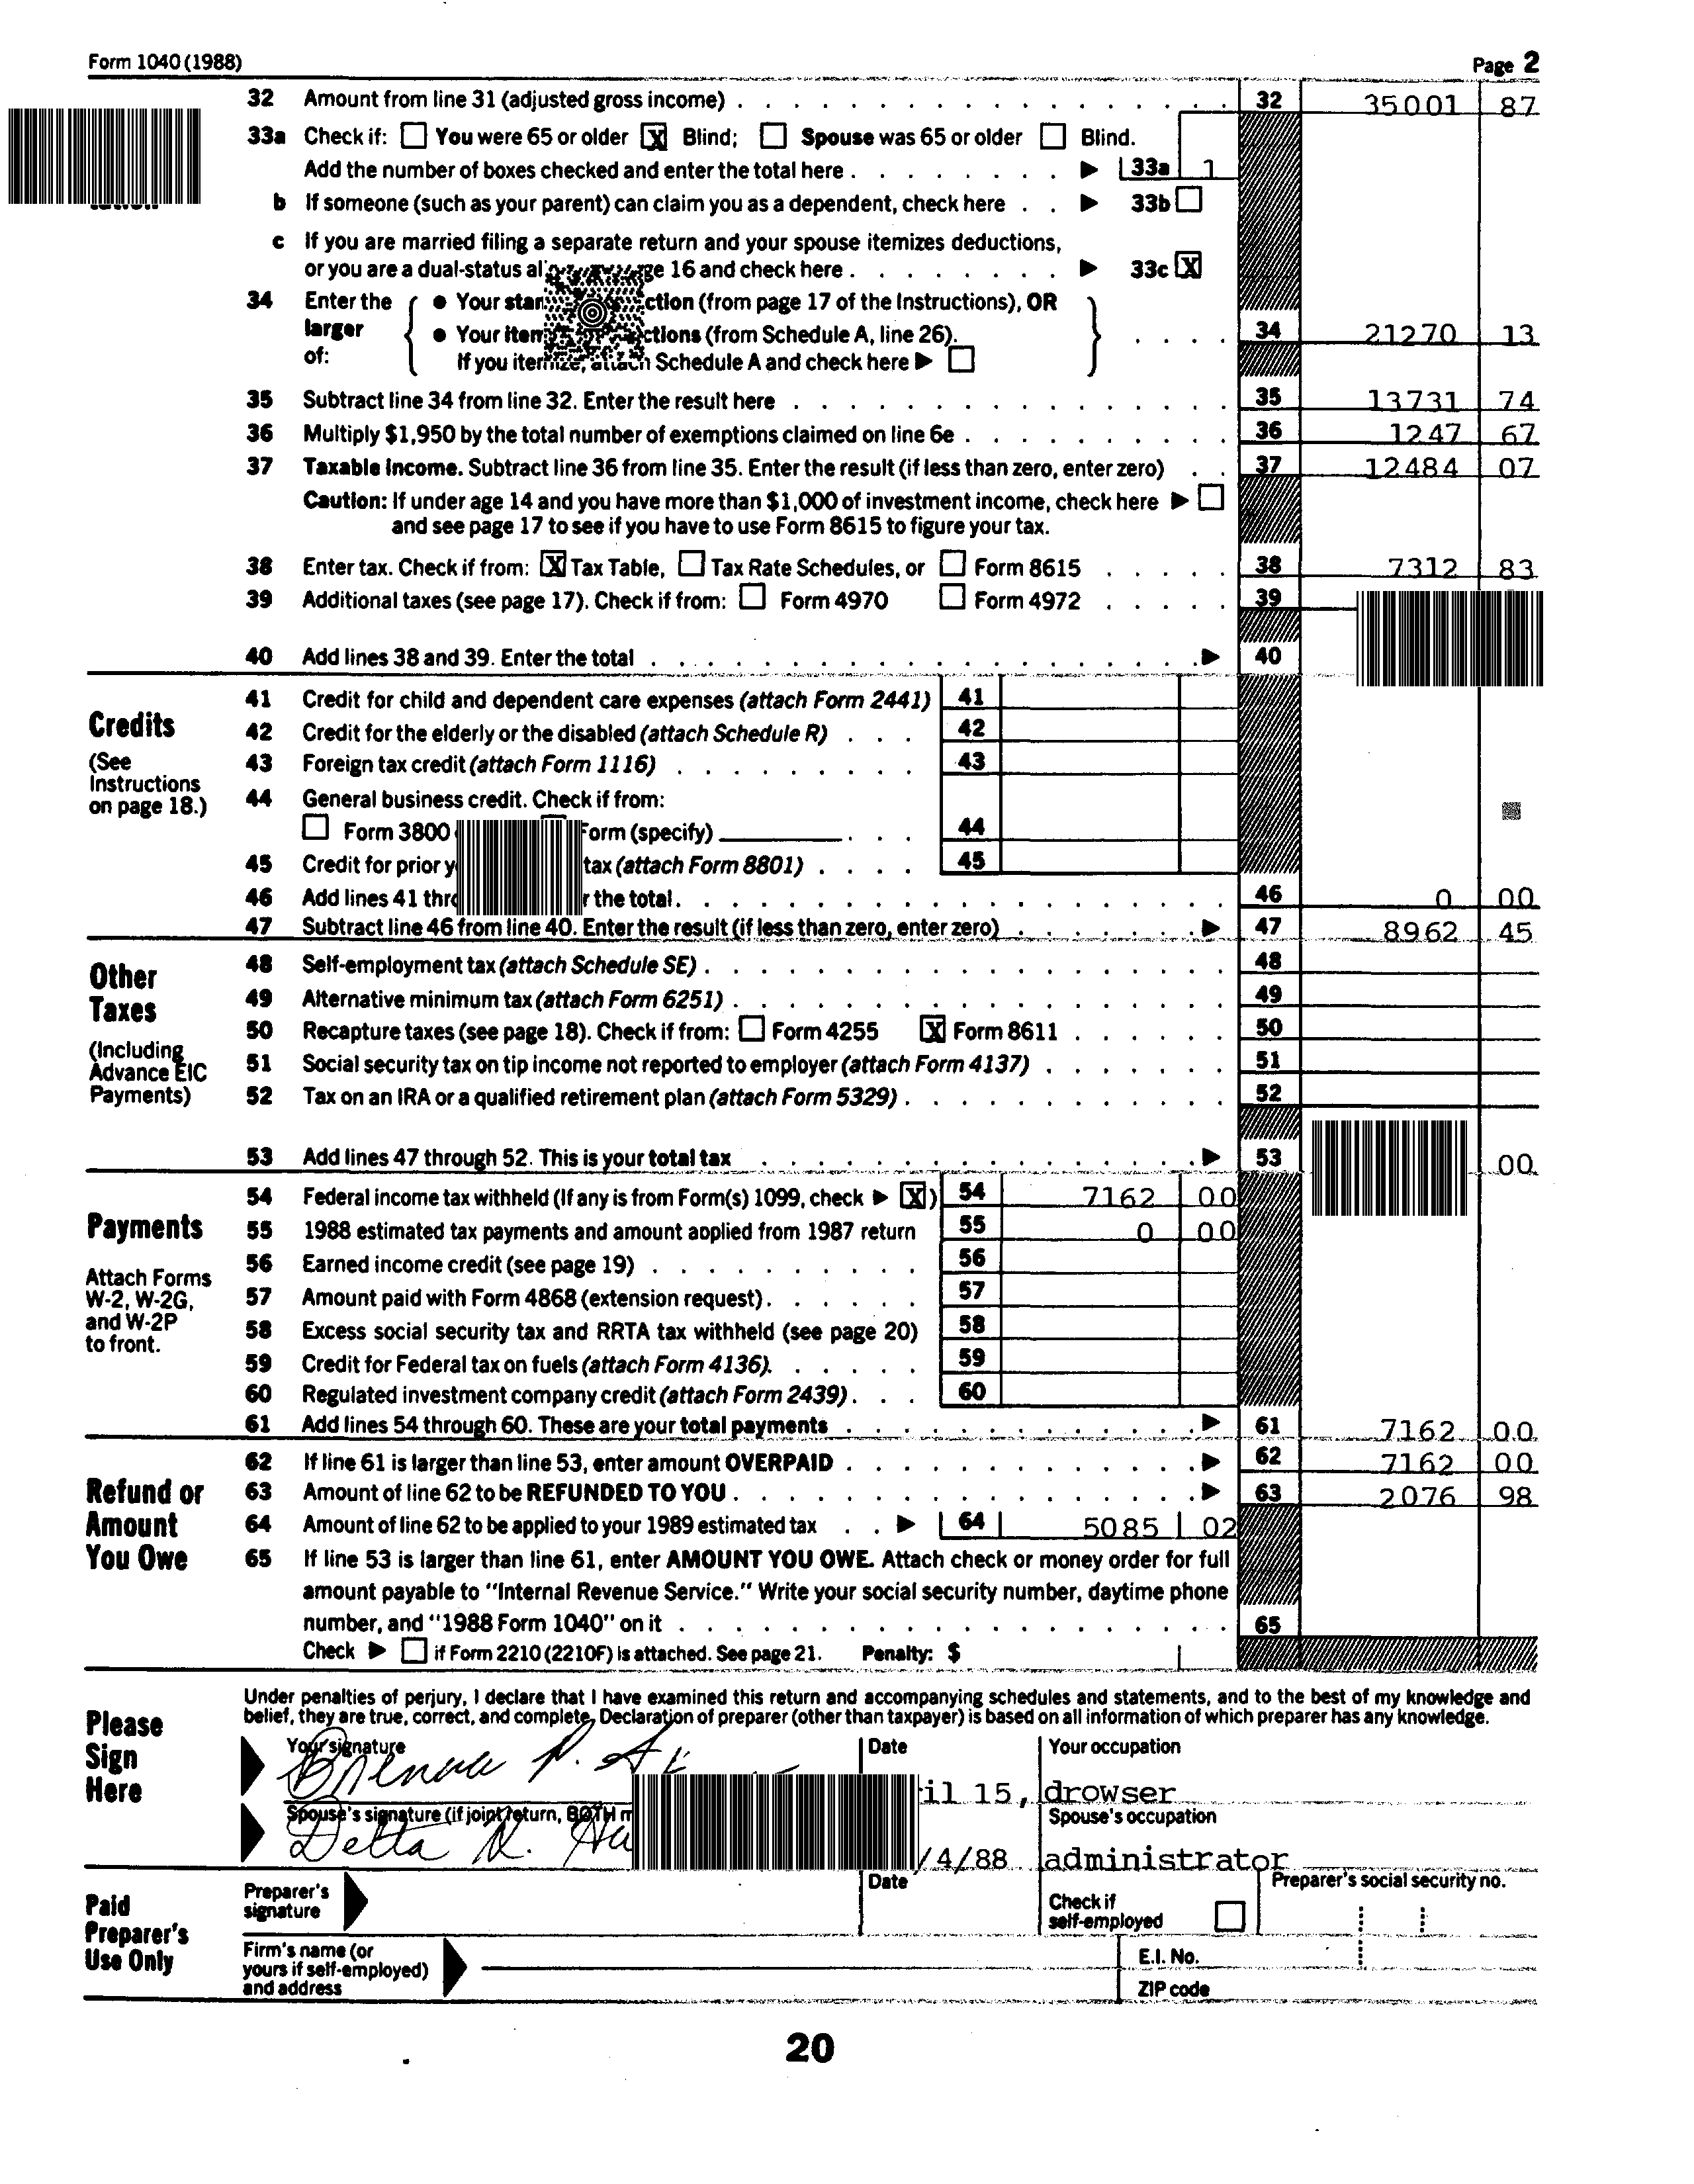 Form 1040 (1988) Page 2
32 Amount from line 31 (adjusted gross income) 32 35001 87
33a Check if: You were 65 or older X Blind; Spouse was 65 or older Blind.
Add the number of boxes checked and enter the total here 33a 1
b If someone (such as your parent) can claim you as a dependent, check here 33b
c If you are married filing a separate return and your spouse itemizes deductions,
or you are a dual-status 16 and check here 33c X
34 Enter the larger of:
Your (from page 17 of the Instructions), OR
Your (from Schedule A, line 26).
If you attach Schedule A and check here
34 21270 13
35 Subtract line 34 from line 32. Enter the result here 35 13731 74
36 Multiply $1,950 by the total number of exemptions claimed on line 6e 36 1247 67
37 Taxable income. Subtract line 36 from line 35. Enter the result (if less than zero, enter zero) 37 12484 07
Caution: If under age 14 and you have more than $1,000 of investment income, check here
and see page 17 to see if you have to use Form 8615 to figure your tax.
38 Enter tax. Check if from: X Tax Table, Tax Rate Schedules, or Form 8615 38 7312 83
39 Additional taxes (see page 17). Check if from: Form 4970 Form 4972 39
40 Add lines 38 and 39. Enter the total 40
Credits
(See Instructions on page 18.)
41 Credit for child and dependent care expenses (attach Form 2441) 41
42 Credit for the elderly or the disabled (attach Schedule R) 42
43 Foreign tax credit (attach Form 1116) 43
44 General business credit. Check if from:
Form 3800 Form (specify) 44
45 Credit for prior tax (attach Form 8801) 45
46 Add lines 41 the total. 46 0 00
47 Subtract line 46 from line 40. Enter the result (if less than zero, enter zero) 47 8962 45
Other Taxes
(Including Advance EIC Payments)
48 Self-employment tax (attach Schedule SE) 48
49 Alternative minimum tax (attach Form 6251) 49
50 Recapture taxes (see page 18). Check if from: Form 4255 X Form 8611 50
51 Social security tax on tip income not reported to employer (attach Form 4137) 51
52 Tax on an IRA or a qualified retirement plan (attach Form 5329) 52
53 Add lines 47 through 52. This is your total tax 53 00
Payments
Attach Forms W-2, W-2G, and W-2P to front.
54 Federal income tax withheld (If any is from Form(s) 1099, check X) 54 7162 00
55 1988 estimated tax payments and amount applied from 1987 return 55 0 00
56 Earned income credit (see page 19) 56
57 Amount paid with Form 4868 (extension request) 57
58 Excess social security tax and RRTA tax withheld (see page 20) 58
59 Credit for Federal tax on fuels (attach Form 4136). 59
60 Regulated investment company credit (attach Form 2439) 60
61 Add lines 54 through 60. These are your total payments 61 7162 00
Refund or Amount You Owe
62 If line 61 is larger than line 53, enter amount OVERPAID 62 7162 00
63 Amount of line 62 to be REFUNDED TO YOU 63 2076 98
64 Amount of line 62 to be applied to your 1989 estimated tax 64 5085 02
65 If line 53 is larger than line 61, enter AMOUNT YOU OWE. Attach check or money order for full
amount payable to "Internal Revenue Service." Write your social security number, daytime phone
number, and "1988 Form 1040" on it 65
Check if Form 2210 (2210F) is attached. See page 21. Penalty: $
Please Sign Here
Under penalties of perjury, I declare that I have examined this return and accompanying schedules and statements, and to the best of my knowledge and
belief, they are true, correct, and complete. Declaration of preparer (other than taxpayer) is based on all information of which preparer has any knowledge.
Your signature Date Your occupation
P. 15, drowser
Spouse's signature (if joint return, BOTH Spouse's occupation
Delta N. /4/88 administrator
Paid Preparer's Use Only
Preparer's signature Date Check if self-employed Preparer's social security no.
Firm's name (or yours if self-employed) and address E.I. No.
ZIP code
20